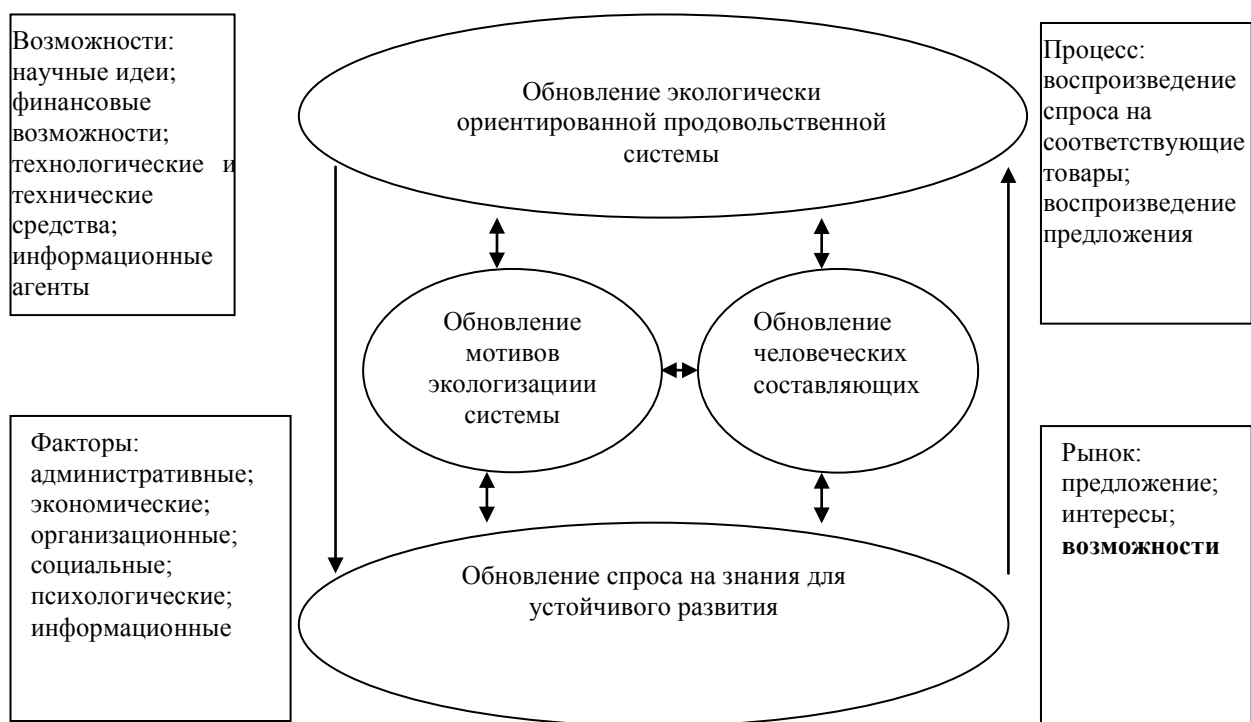 Возможности:
научные идеи;
финансовые
возможности;
технологические и
технические
средства;
информационные
агенты
Обновление экологически
ориентированной продовольственной
системы
Процесс:
воспроизведение
спроса на
соответствующие
товары;
воспроизведение
предложения
Обновление
мотивов
экологизациии
системы
Обновление
человеческих
составляющих
Факторы:
административные;
экономические;
организационные;
социальные;
психологические;
информационные
Обновление спроса на знания для
устойчивого развития
Рынок:
предложение;
интересы;
возможности